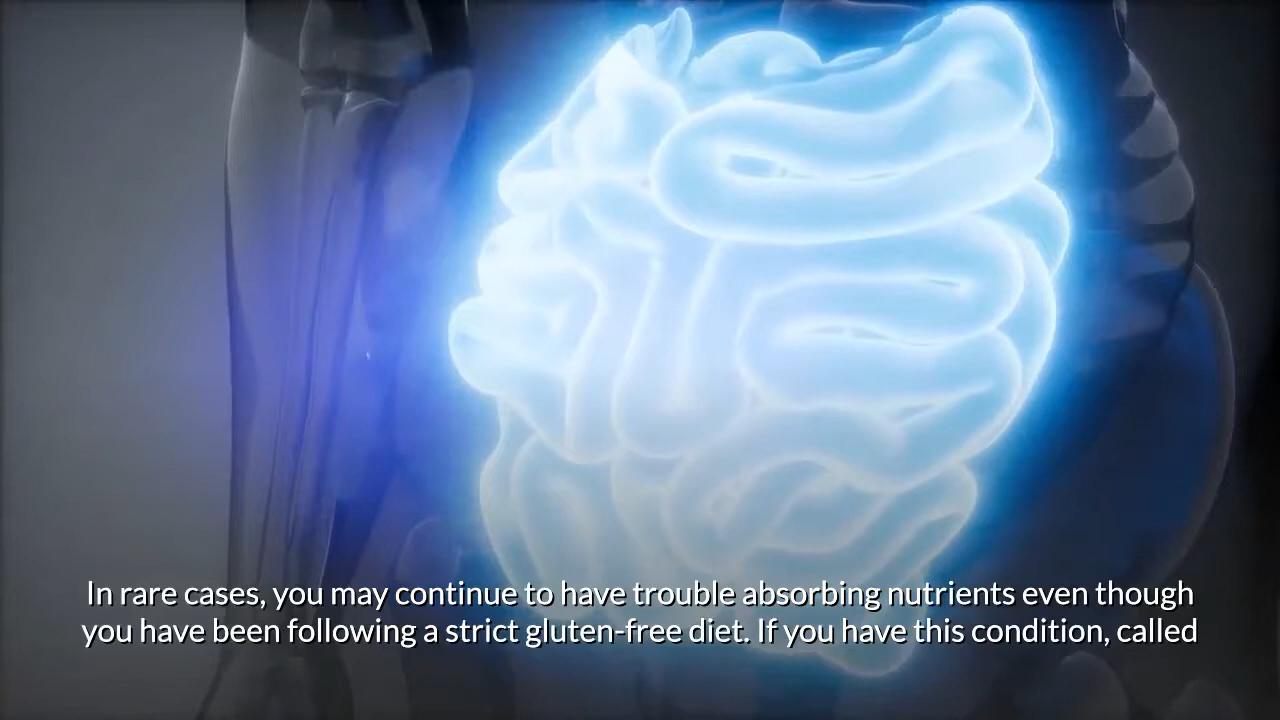 In rare cases, you may continue to have trouble absorbing nutrients even though
you have been following a strict gluten-free diet. If you have this condition, called